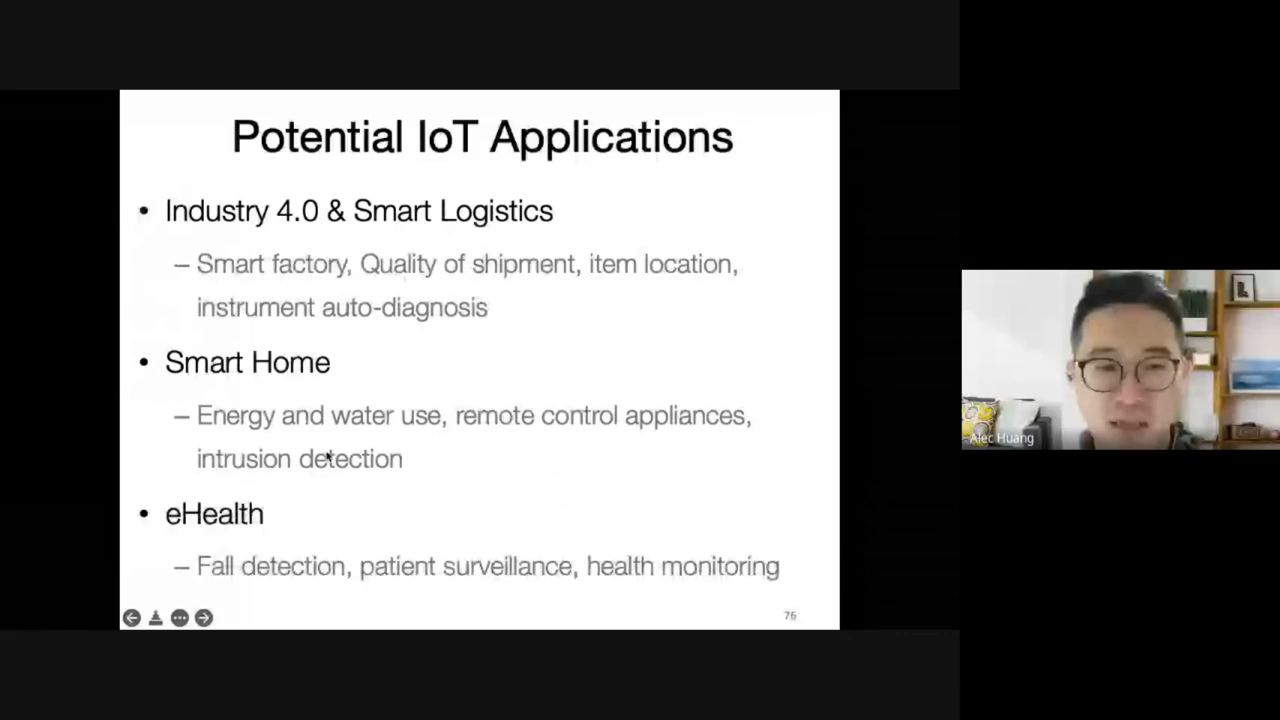 Potential IoT Applications
• Industry 4.0 & Smart Logistics
– Smart factory, Quality of shipment, item location,
instrument auto-diagnosis
• Smart Home
– Energy and water use, remote control appliances,
intrusion detection
• eHealth
– Fall detection, patient surveillance, health monitoring
76
Alec Huang